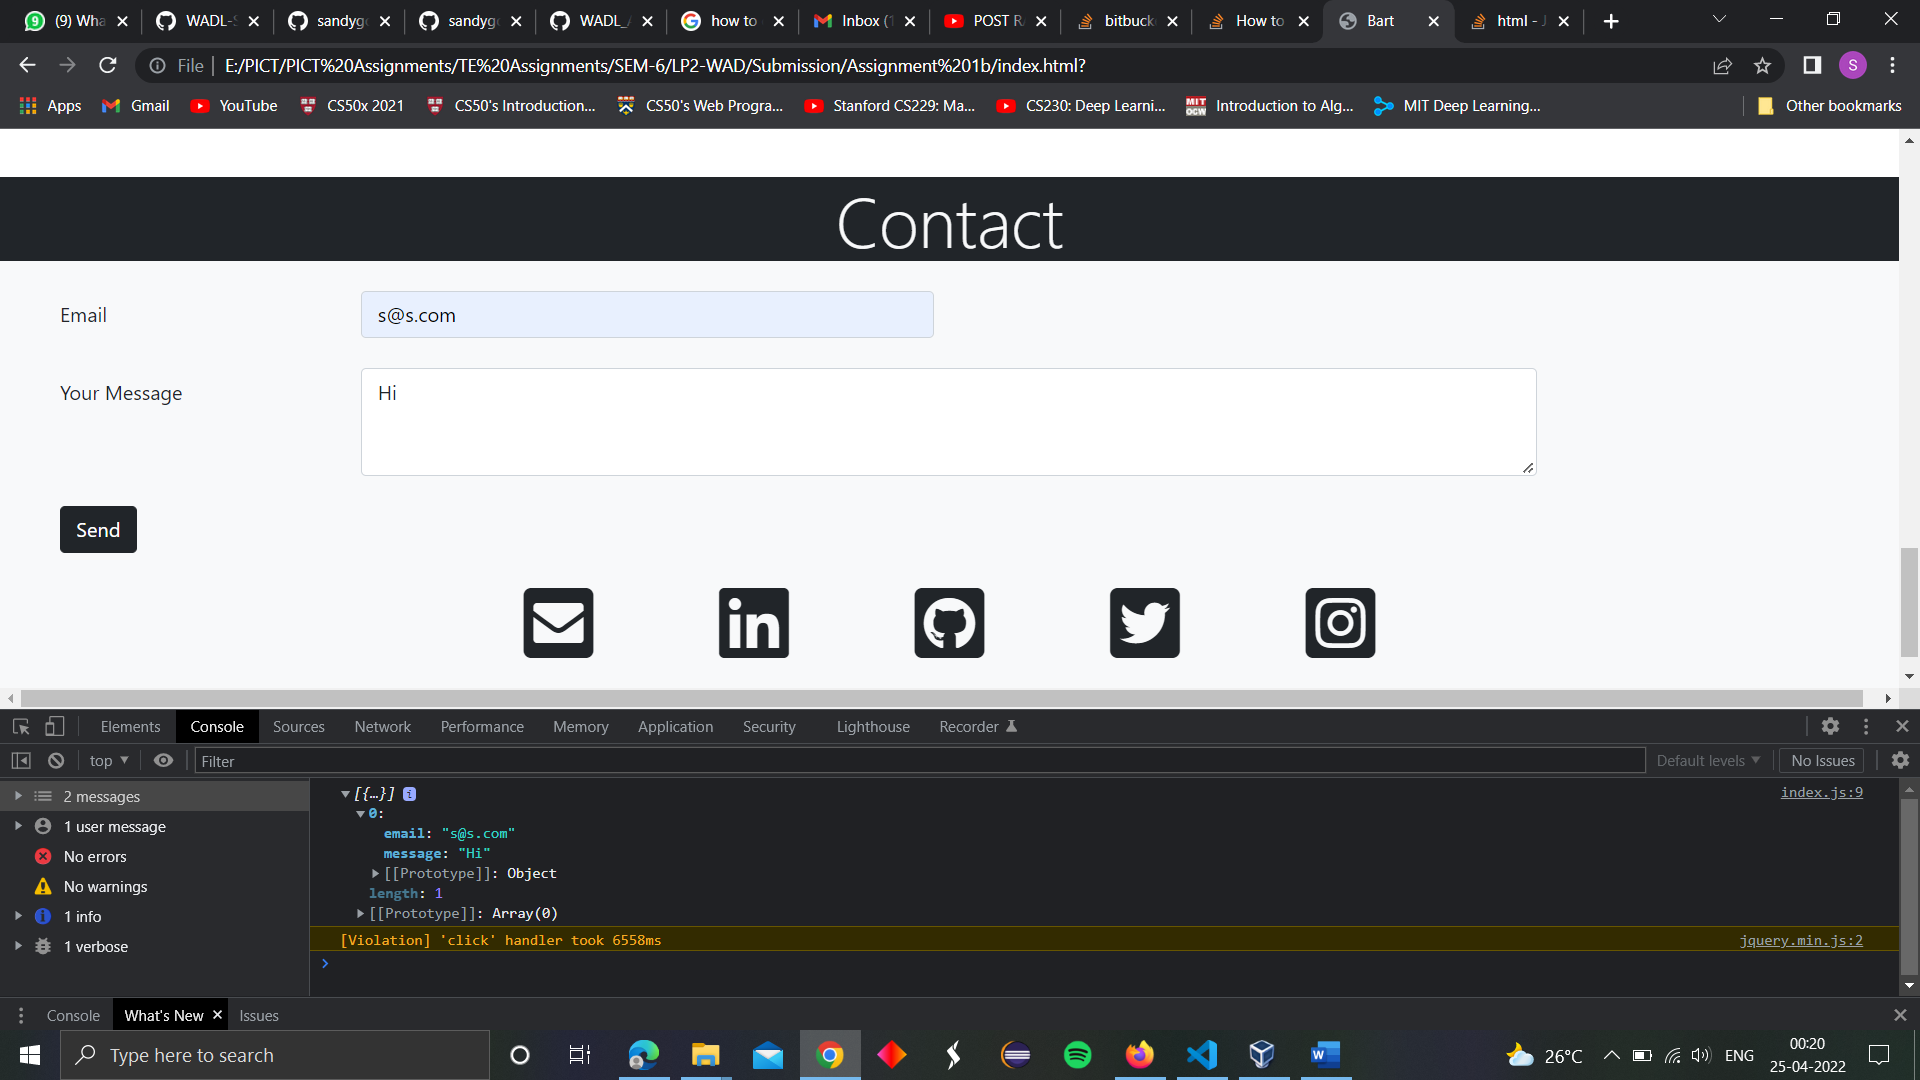 9 (9) Wha WADL-S sandyg sandyg WADL_A how to Inbox (1 POST R bitbuck How to Bart html - J
File E:/PICT/PICT%20Assignments/TE%20Assignments/SEM-6/LP2-WAD/Submission/Assignment%201b/index.html? S
Apps Gmail YouTube CS50x 2021 CS50's Introduction... CS50's Web Progra... Stanford CS229: Ma... CS230: Deep Learni... MIT OCW Introduction to Alg... MIT Deep Learning... Other bookmarks
Contact
Email s@s.com
Your Message Hi
Send
in
Elements Console Sources Network Performance Memory Application Security Lighthouse Recorder
top Filter Default levels No Issues
2 messages
1 user message
No errors
No warnings
1 info
1 verbose
[{…}] i index.js:9
0:
email: "s@s.com"
message: "Hi"
[[Prototype]]: Object
length: 1
[[Prototype]]: Array(0)
[Violation] 'click' handler took 6558ms jquery.min.js:2
Console What's New Issues
Type here to search 26°C ENG 00:20
25-04-2022